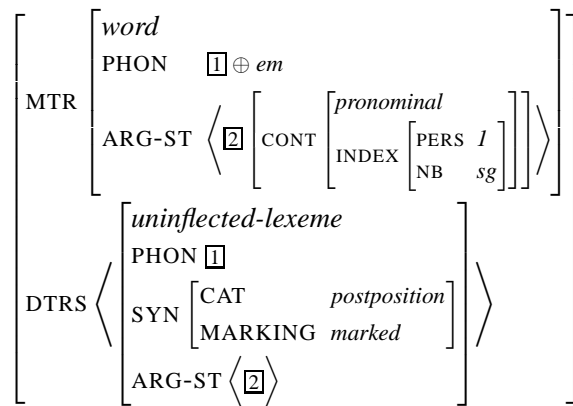 word
PHON 1 ⊕ em
MTR ARG-ST ⟨ 2 [CONT [pronominal
INDEX [PERS 1
NB sg]]]⟩
uninflected-lexeme
PHON 1
DTRS ⟨ SYN [CAT postposition
MARKING marked]
ARG-ST ⟨2⟩ ⟩